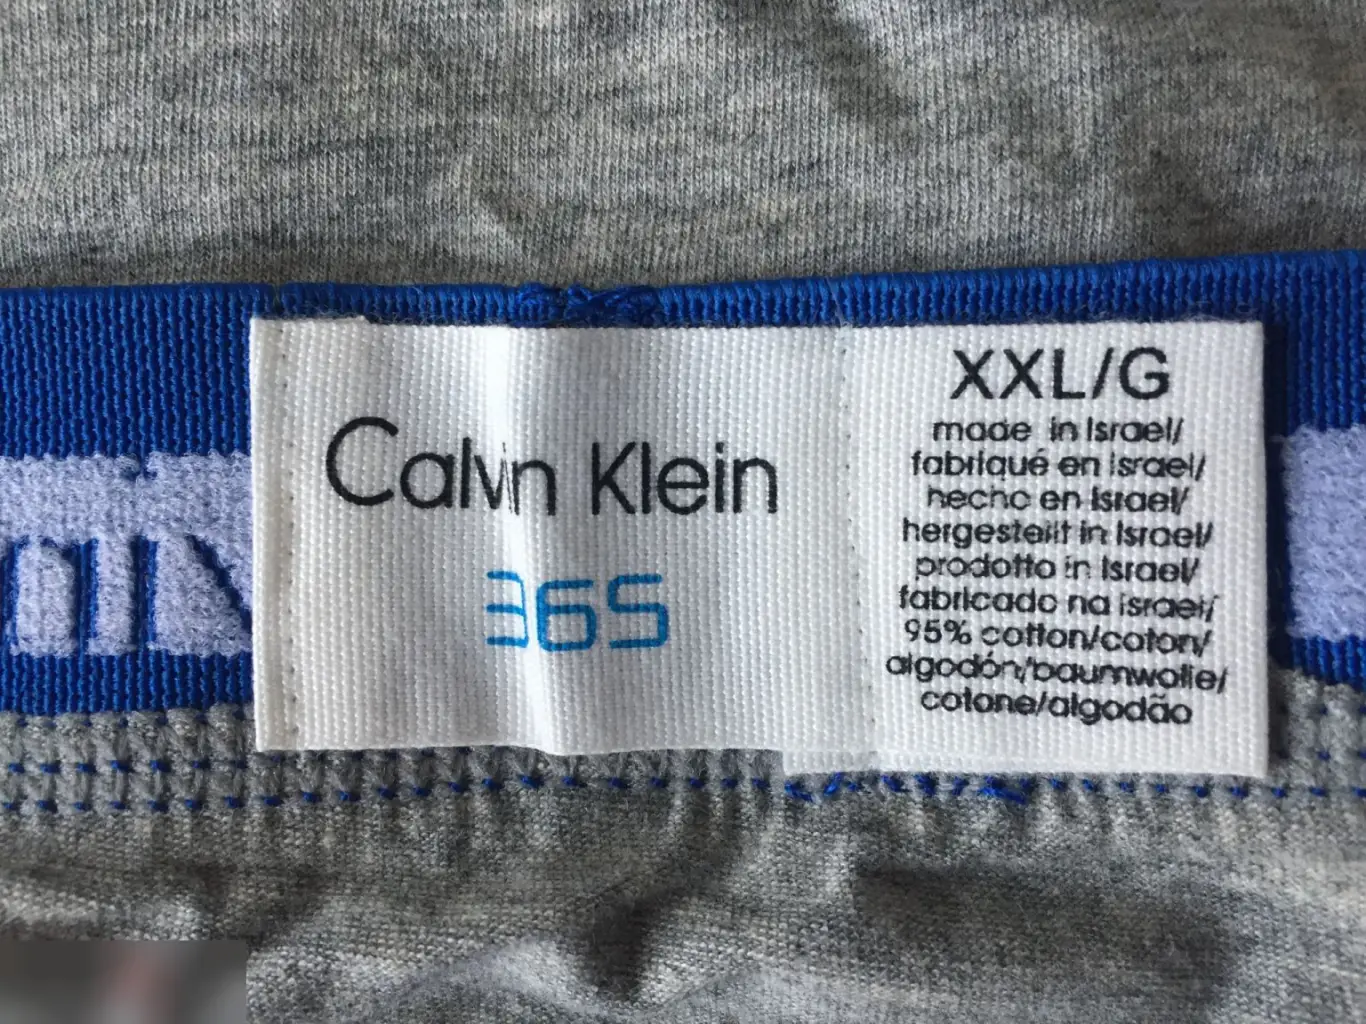 Calvin Klein
365
XXL/G
made in Israel/
fabriqué en Israel/
hecho en Israel/
hergestellt in Israel/
prodotto in Israel/
fabricado na Israel/
95% cotton/coton/
algodón/baumwolle/
cotone/algodão